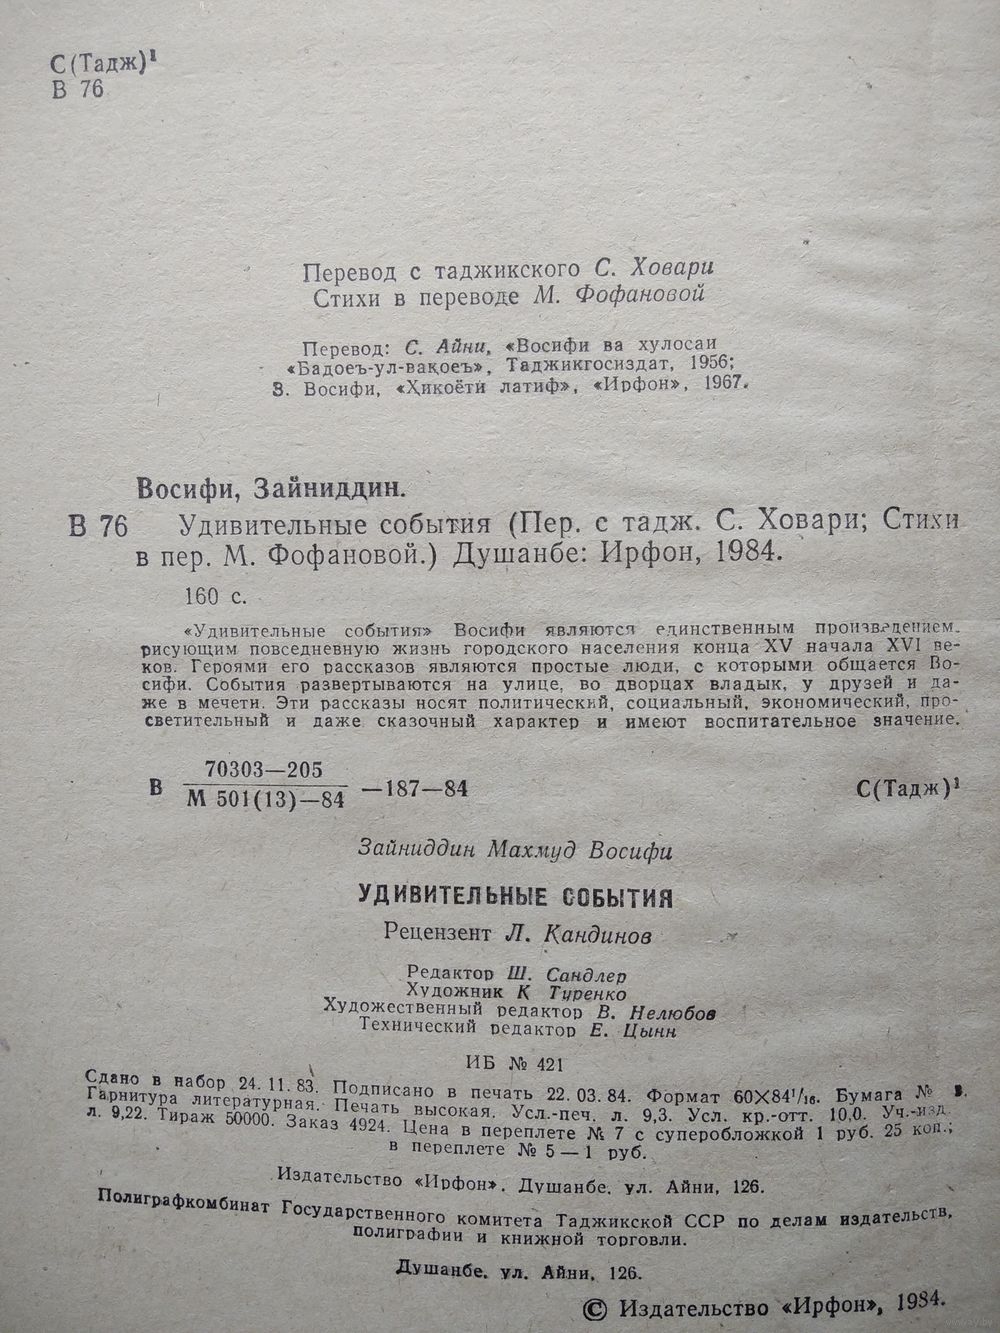 С(Тадж)¹
В 76
Перевод с таджикского С. Ховари
Стихи в переводе М. Фофановой
Перевод: С. Айни, «Восифи ва хулосаи
«Бадоеъ-ул-вақоеъ», Таджикгосиздат, 1956;
З. Восифи, «Ҳикоёти латиф», «Ирфон», 1967.
Восифи, Зайниддин.
В 76 Удивительные события (Пер. с тадж. С. Ховари; Стихи
в пер. М. Фофановой.) Душанбе: Ирфон, 1984.
160 с.
«Удивительные события» Восифи являются единственным произведением,
рисующим повседневную жизнь городского населения конца XV начала XVI ве-
ков. Героями его рассказов являются простые люди, с которыми общается Во-
сифи. События развертываются на улице, во дворцах владык, у друзей и да-
же в мечети. Эти рассказы носят политический, социальный, экономический, про-
светительный и даже сказочный характер и имеют воспитательное значение.
70303—205
В —187—84 С(Тадж)¹
М 501(13)—84
Зайниддин Махмуд Восифи
УДИВИТЕЛЬНЫЕ СОБЫТИЯ
Рецензент Л. Кандинов
Редактор Ш. Сандлер
Художник К Туренко
Художественный редактор В. Нелюбов
Технический редактор Е. Цынн
ИБ № 421
Сдано в набор 24. 11. 83. Подписано в печать 22. 03. 84. Формат 60×84¹/₁₆. Бумага №
Гарнитура литературная. Печать высокая. Усл.-печ. л. 9,3. Усл. кр.-отт. 10,0. Уч.-изд.
л. 9,22. Тираж 50000. Заказ 4924. Цена в переплете № 7 с суперобложкой 1 руб. 25 коп.;
в переплете № 5 — 1 руб.
Издательство «Ирфон». Душанбе. ул. Айни, 126.
Полиграфкомбинат Государственного комитета Таджикской ССР по делам издательств,
полиграфии и книжной торговли.
Душанбе. ул. Айни. 126.
© Издательство «Ирфон», 1984.